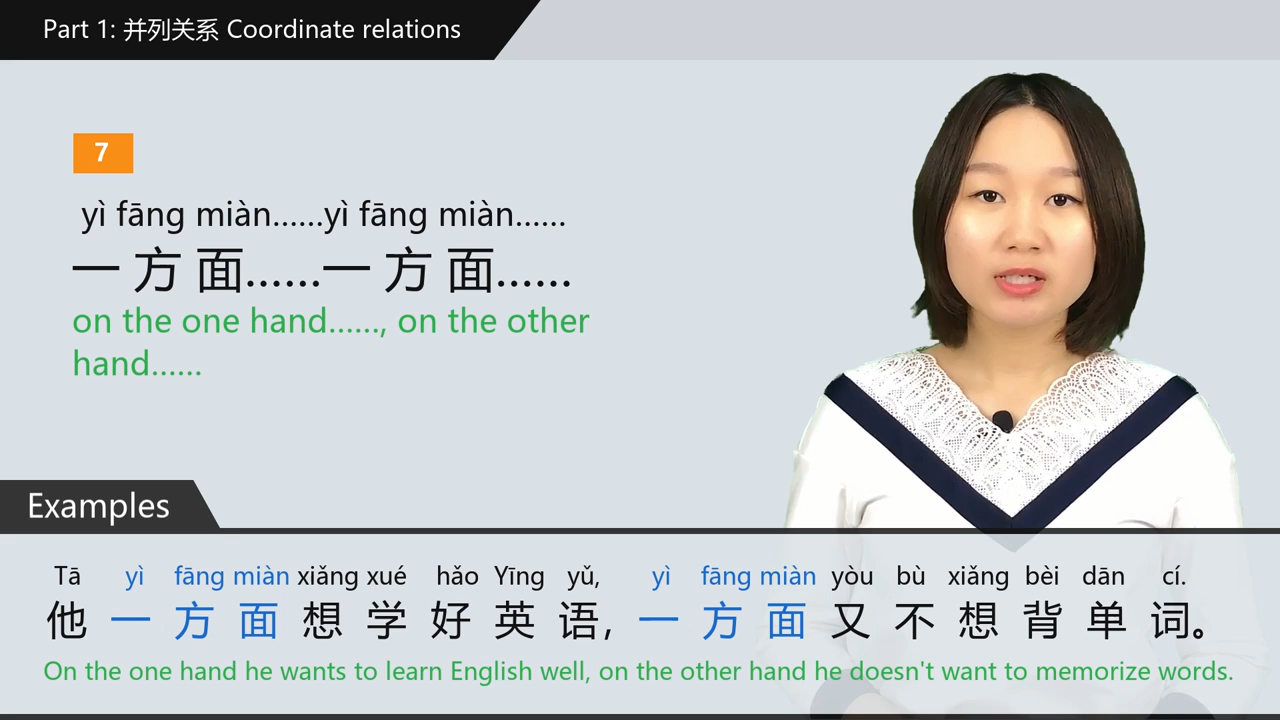 Part 1: 并列关系 Coordinate relations
7
yì fāng miàn……yì fāng miàn……
一 方 面……一 方 面……
on the one hand……, on the other
hand……
Examples
Tā yì fāng miàn xiǎng xué hǎo Yīng yǔ, yì fāng miàn yòu bù xiǎng bèi dān cí.
他 一 方 面 想 学 好 英 语, 一 方 面 又 不 想 背 单 词。
On the one hand he wants to learn English well, on the other hand he doesn't want to memorize words.